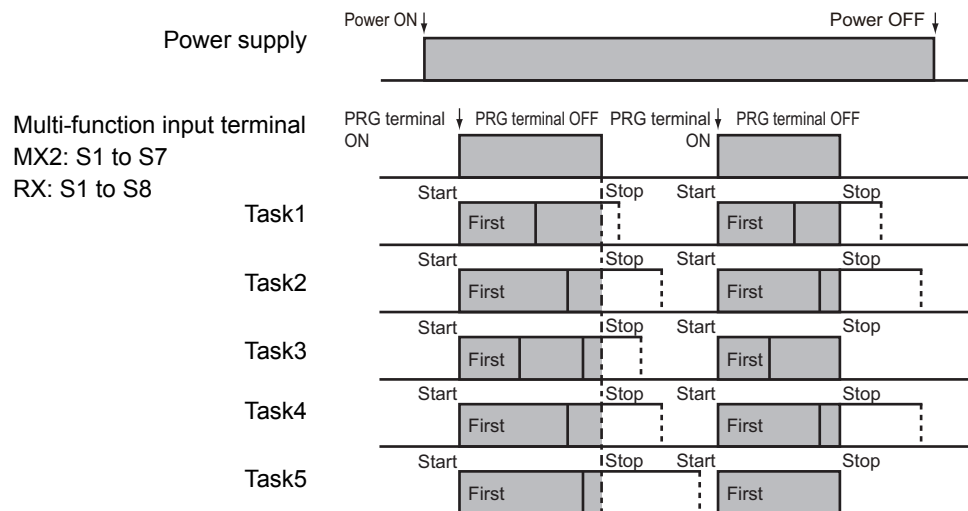 Power ON Power OFF
Power supply
Multi-function input terminal
MX2: S1 to S7
RX: S1 to S8
PRG terminal ON PRG terminal OFF PRG terminal ON PRG terminal OFF
Start Stop Start Stop
Task1 First First
Start Stop Start Stop
Task2 First First
Start Stop Start Stop
Task3 First First
Start Stop Start Stop
Task4 First First
Start Stop Start Stop
Task5 First First